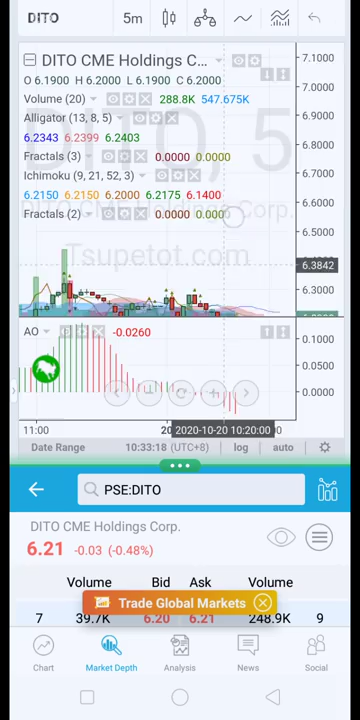 DITO 5m
DITO CME Holdings C...
O 6.1900 H 6.2000 L 6.1900 C 6.2000
Volume (20) 288.8K 547.675K
Alligator (13, 8, 5)
6.2343 6.2399 6.2403
Fractals (3) 0.0000 0.0000
Ichimoku (9, 21, 52, 3)
6.2150 6.2150 6.2000 6.2175 6.1400
Fractals (2) 0.0000 0.0000
DITO, 5
Corp.
Tsupetot.com
7.1000
7.0000
6.9000
6.8000
6.7000
6.6000
6.5000
6.3842
6.3000
AO -0.0260
0.1000
0.0500
0.0000
11:00
2020-10-20 10:20:00
Date Range 10:33:18 (UTC+8) log auto
PSE:DITO
DITO CME Holdings Corp.
6.21 -0.03 (-0.48%)
Volume Bid Ask Volume
Trade Global Markets
7 39.7K 6.20 6.21 248.9K 9
Chart Market Depth Analysis News Social